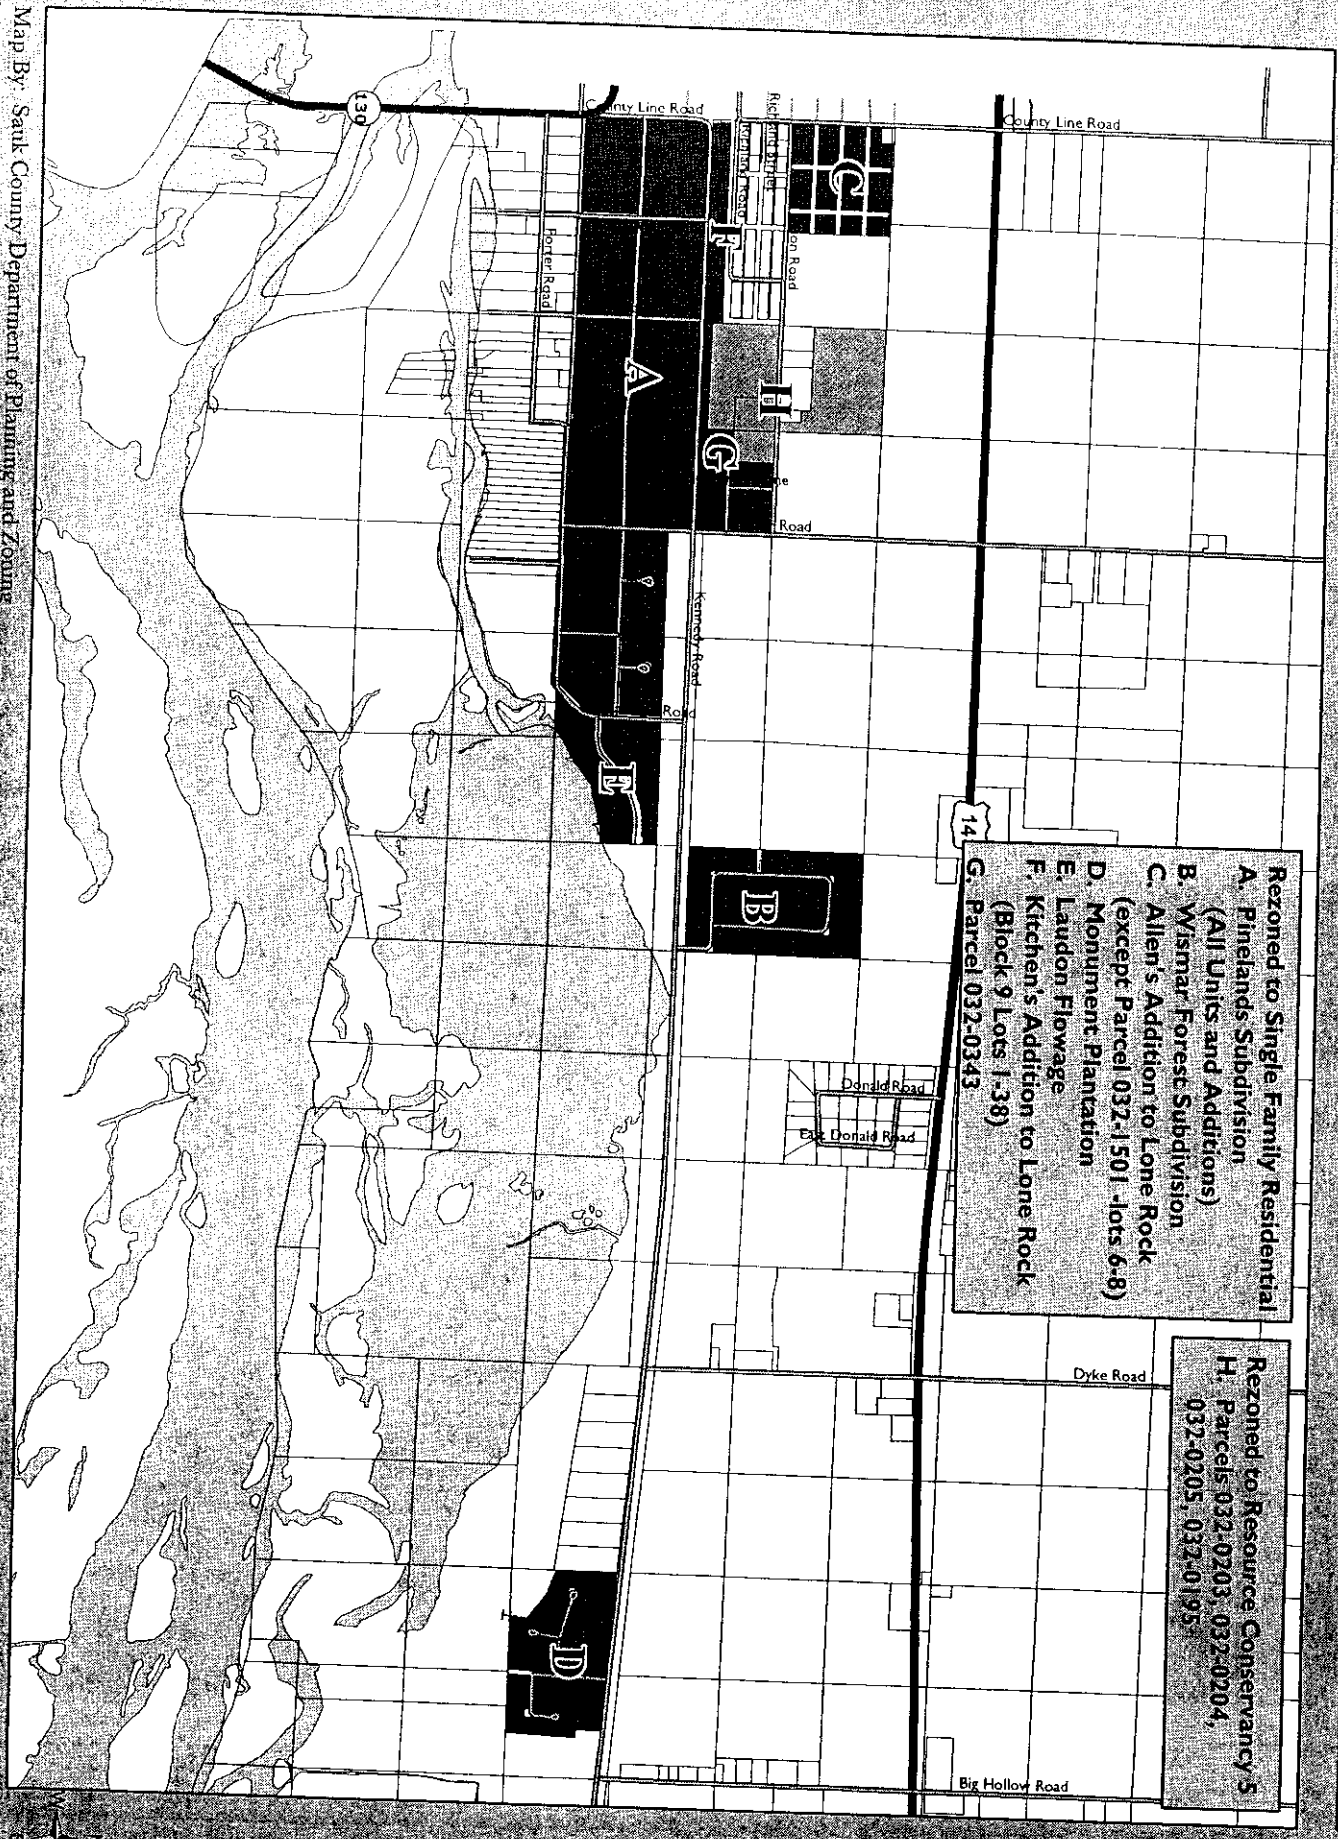 Rezoned to Single Family Residential
A. Pinelands Subdivision
(All Units and Additions)
B. Wismar Forest Subdivision
C. Allen's Addition to Lone Rock
(except Parcel 032-1501 -lots 6-8)
D. Monument Plantation
E. Laudon Flowage
F. Kitchen's Addition to Lone Rock
(Block 9 Lots 1-38)
G. Parcel 032-0343
Rezoned to Resource Conservancy 5
H. Parcels 032-0203, 032-0204,
032-0205, 032-0195
County Line Road
14
Dyke Road
Big Hollow Road
Donald Road
East Donald Road
C
on Road
Road
F
H
G
B
Kennedy Road
Road
County Line Road
A
E
D
Porter Road
130
Map By: Sauk County Department of Planning and Zoning